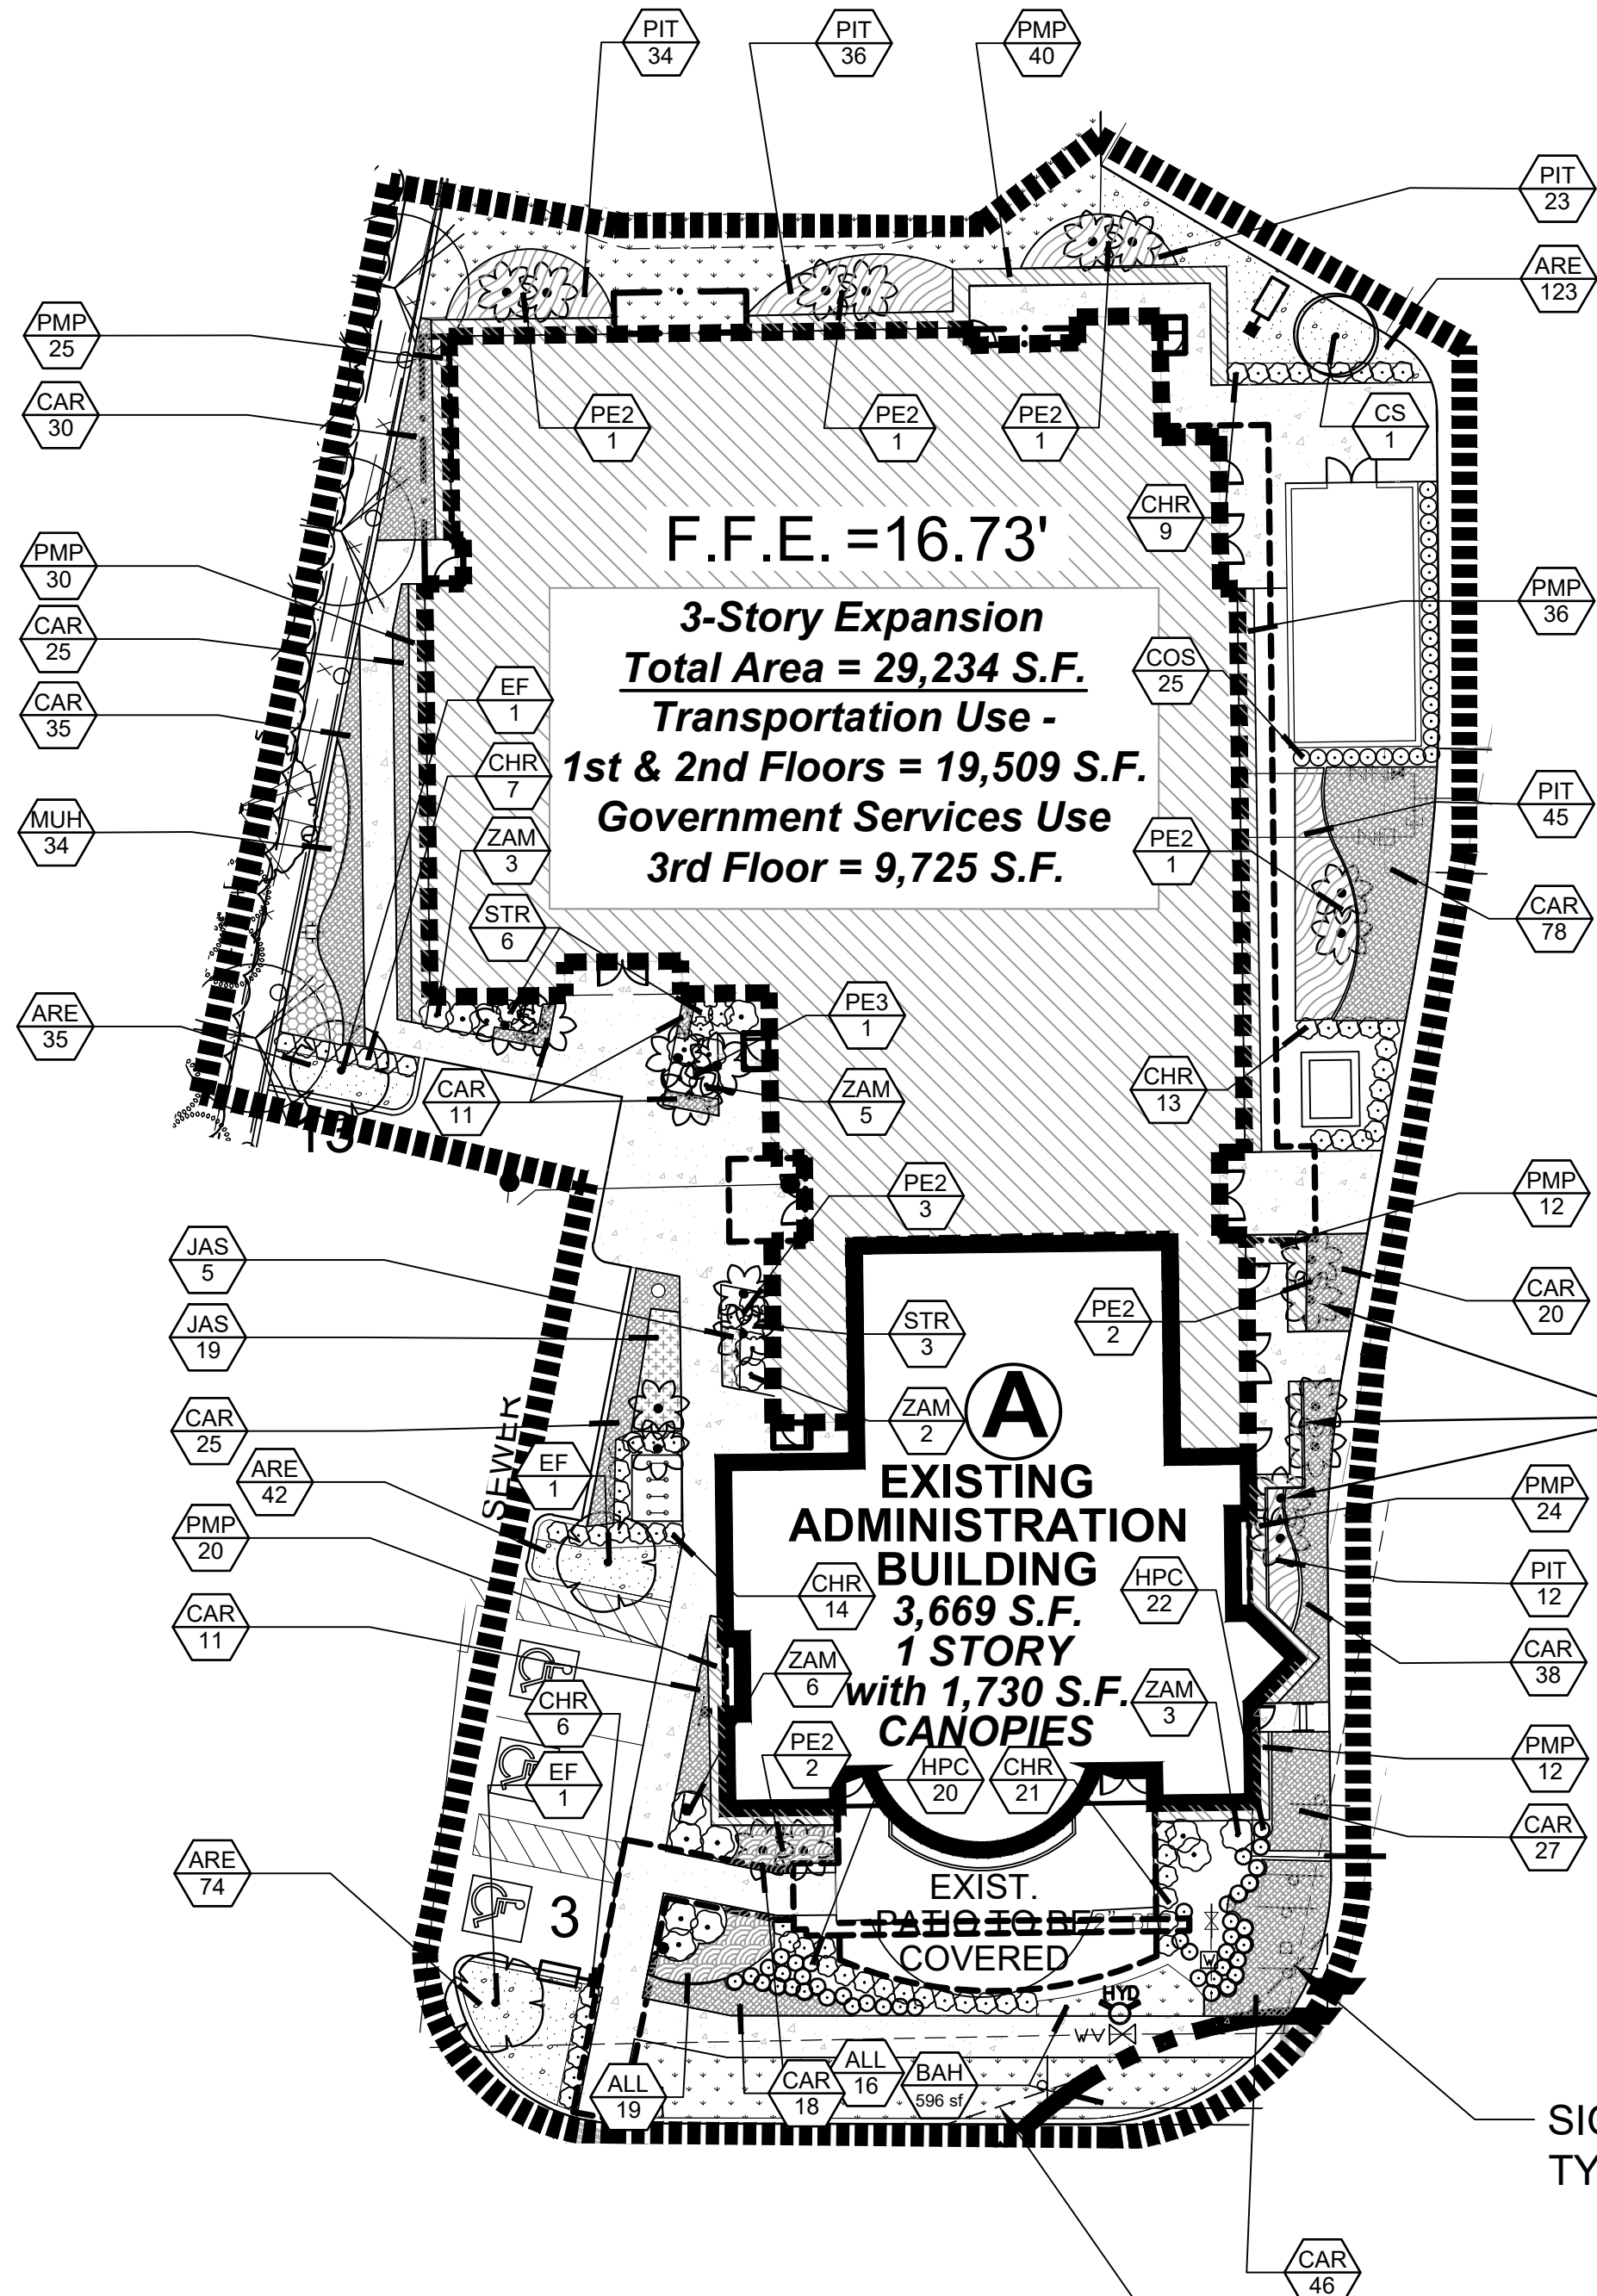 PIT
34
PIT
36
PMP
40
PIT
23
ARE
123
PMP
25
CAR
30
PE2
1
PE2
1
PE2
1
CS
1
CHR
9
F.F.E. =16.73'
PMP
30
PMP
36
CAR
25
3-Story Expansion
Total Area = 29,234 S.F.
Transportation Use -
1st & 2nd Floors = 19,509 S.F.
Government Services Use
3rd Floor = 9,725 S.F.
COS
25
EF
1
CAR
35
CHR
7
MUH
34
ZAM
3
PE2
1
PIT
45
STR
6
CAR
78
ARE
35
PE3
1
CAR
11
ZAM
5
CHR
13
13
PE2
3
PMP
12
JAS
5
JAS
19
STR
3
PE2
2
CAR
20
CAR
25
ZAM
2
A
SEWER
EF
1
ARE
42
EXISTING
ADMINISTRATION
BUILDING
3,669 S.F.
1 STORY
with 1,730 S.F.
CANOPIES
PMP
24
PMP
20
CHR
14
HPC
22
PIT
12
CAR
11
ZAM
6
ZAM
3
CAR
38
CHR
6
PE2
2
HPC
20
CHR
21
PMP
12
EF
1
CAR
27
ARE
74
3
EXIST.
PATIO TO BE
COVERED
W
HYD
WV
ALL
19
CAR
18
ALL
16
BAH
596 sf
SIG
TY
CAR
46